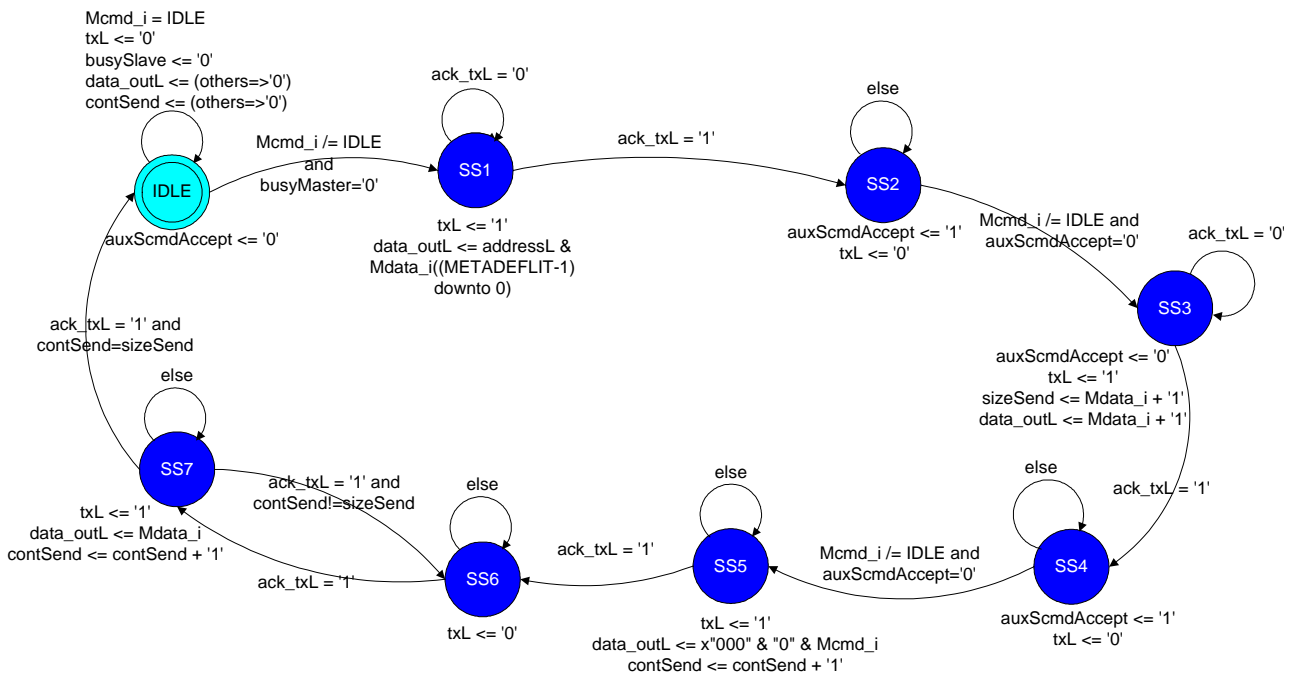 Mcmd_i = IDLE
txL <= '0'
busySlave <= '0'
data_outL <= (others=>'0')
contSend <= (others=>'0')
IDLE
auxScmdAccept <= '0'
Mcmd_i /= IDLE
and
busyMaster='0'
ack_txL = '0'
SS1
txL <= '1'
data_outL <= addressL &
Mdata_i((METADEFLIT-1)
downto 0)
ack_txL = '1'
else
SS2
auxScmdAccept <= '1'
txL <= '0'
Mcmd_i /= IDLE and
auxScmdAccept='0'
ack_txL = '0'
SS3
auxScmdAccept <= '0'
txL <= '1'
sizeSend <= Mdata_i + '1'
data_outL <= Mdata_i + '1'
ack_txL = '1'
else
SS4
auxScmdAccept <= '1'
txL <= '0'
Mcmd_i /= IDLE and
auxScmdAccept='0'
else
SS5
txL <= '1'
data_outL <= x"000" & "0" & Mcmd_i
contSend <= contSend + '1'
ack_txL = '1'
else
SS6
txL <= '0'
ack_txL = '1'
ack_txL = '1' and
contSend!=sizeSend
else
SS7
txL <= '1'
data_outL <= Mdata_i
contSend <= contSend + '1'
ack_txL = '1' and
contSend=sizeSend